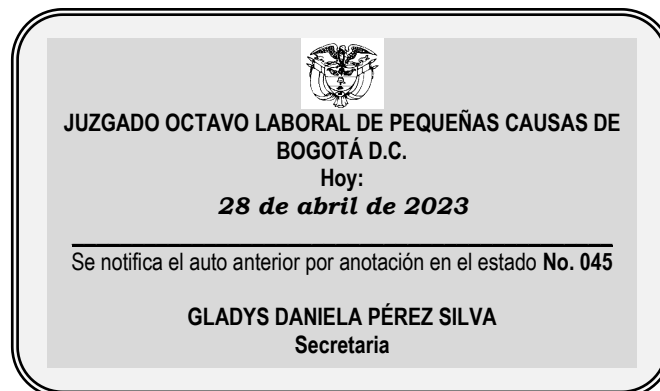 JUZGADO OCTAVO LABORAL DE PEQUEÑAS CAUSAS DE
BOGOTÁ D.C.
Hoy:
28 de abril de 2023
Se notifica el auto anterior por anotación en el estado No. 045
GLADYS DANIELA PÉREZ SILVA
Secretaria